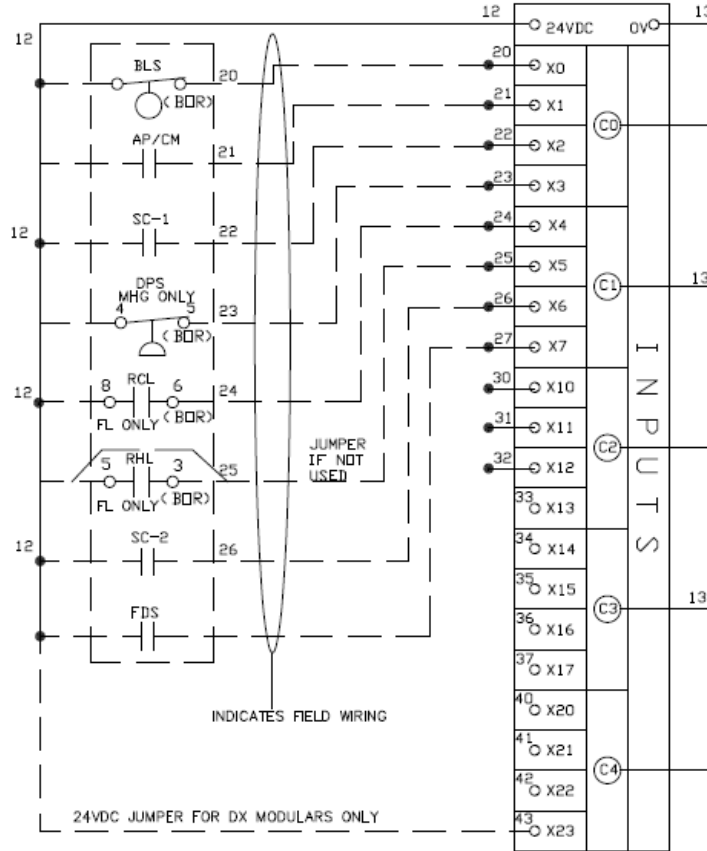 12
13
12
24VDC
0V
BLS
20
20
X0
(BOR)
21
X1
AP/CM
21
22
X2
C0
23
X3
SC-1
12
22
24
X4
DPS
MHG ONLY
25
X5
4
5
23
C1
13
(BOR)
26
X6
27
X7
RCL
12
8
6
24
30
X10
FL ONLY
(BOR)
31
X11
RHL
JUMPER
IF NOT
USED
C2
13
5
3
25
32
X12
FL ONLY
(BOR)
33
X13
SC-2
12
26
34
X14
35
X15
FDS
C3
13
36
X16
37
X17
INPUTS
INDICATES FIELD WIRING
40
X20
41
X21
C4
42
X22
24VDC JUMPER FOR DX MODULARS ONLY
43
X23